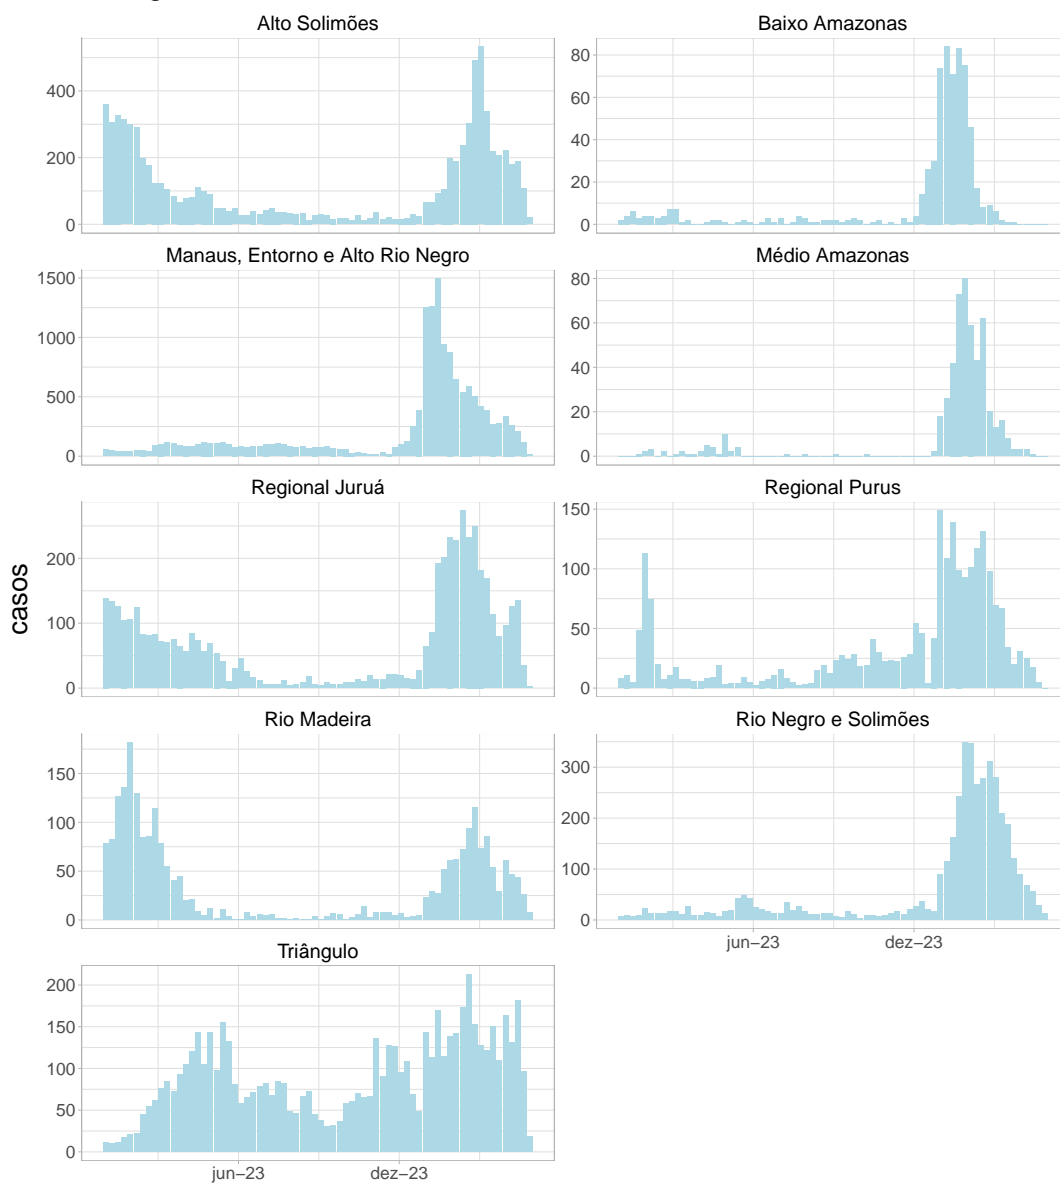 Alto Solimões
Baixo Amazonas
400
200
0
80
60
40
20
0
Manaus, Entorno e Alto Rio Negro
Médio Amazonas
1500
1000
500
0
80
60
40
20
0
Regional Juruá
Regional Purus
200
100
0
150
100
50
0
casos
Rio Madeira
Rio Negro e Solimões
150
100
50
0
300
200
100
0
jun−23
dez−23
Triângulo
200
150
100
50
0
jun−23
dez−23